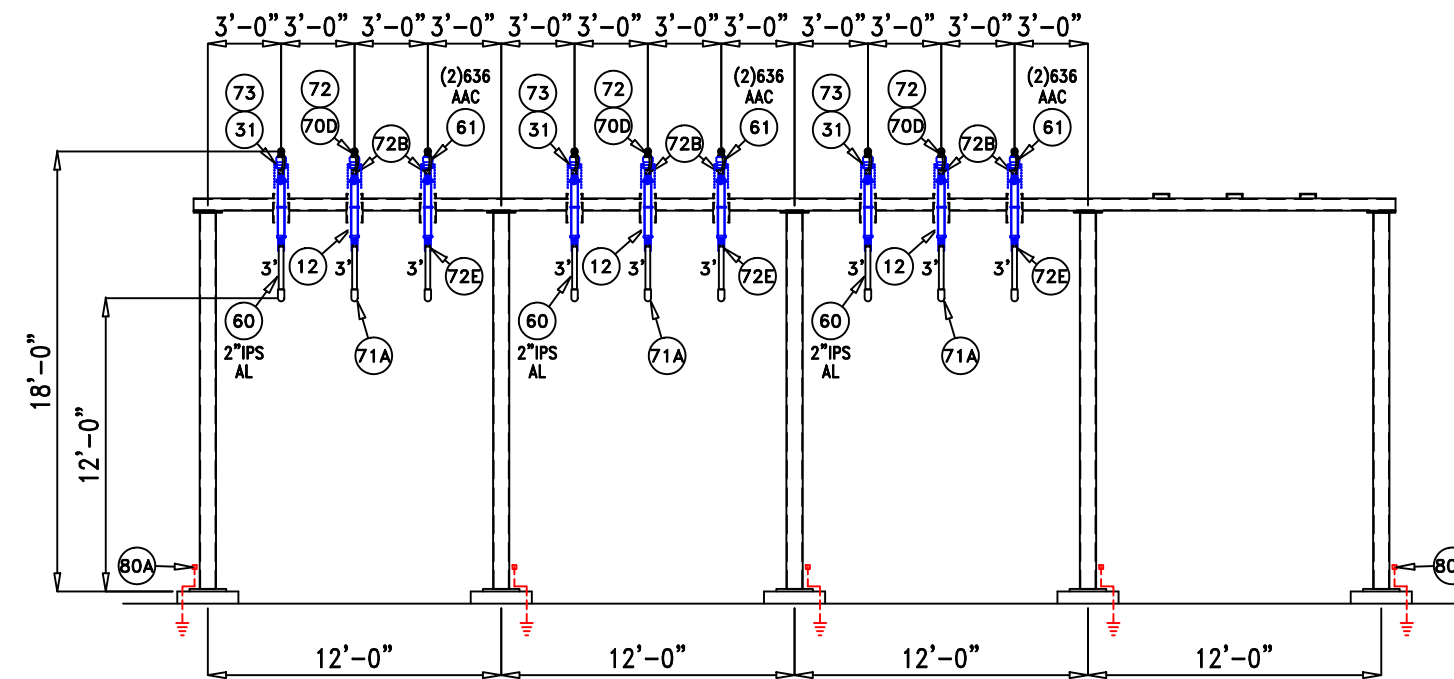 3'-0" 3'-0" 3'-0" 3'-0" 3'-0" 3'-0" 3'-0" 3'-0" 3'-0" 3'-0" 3'-0" 3'-0"
73 72 (2)636 73 72 (2)636 73 72 (2)636
AAC AAC AAC
31 70D 61 31 70D 61 31 70D 61
72B 72B 72B
3' 12 3' 3' 72E 3' 12 3' 3' 72E 3' 12 3' 3' 72E
60 60 60
2"IPS 71A 2"IPS 71A 2"IPS 71A
AL AL AL
18'-0"
12'-0"
80A 80
12'-0" 12'-0" 12'-0" 12'-0"